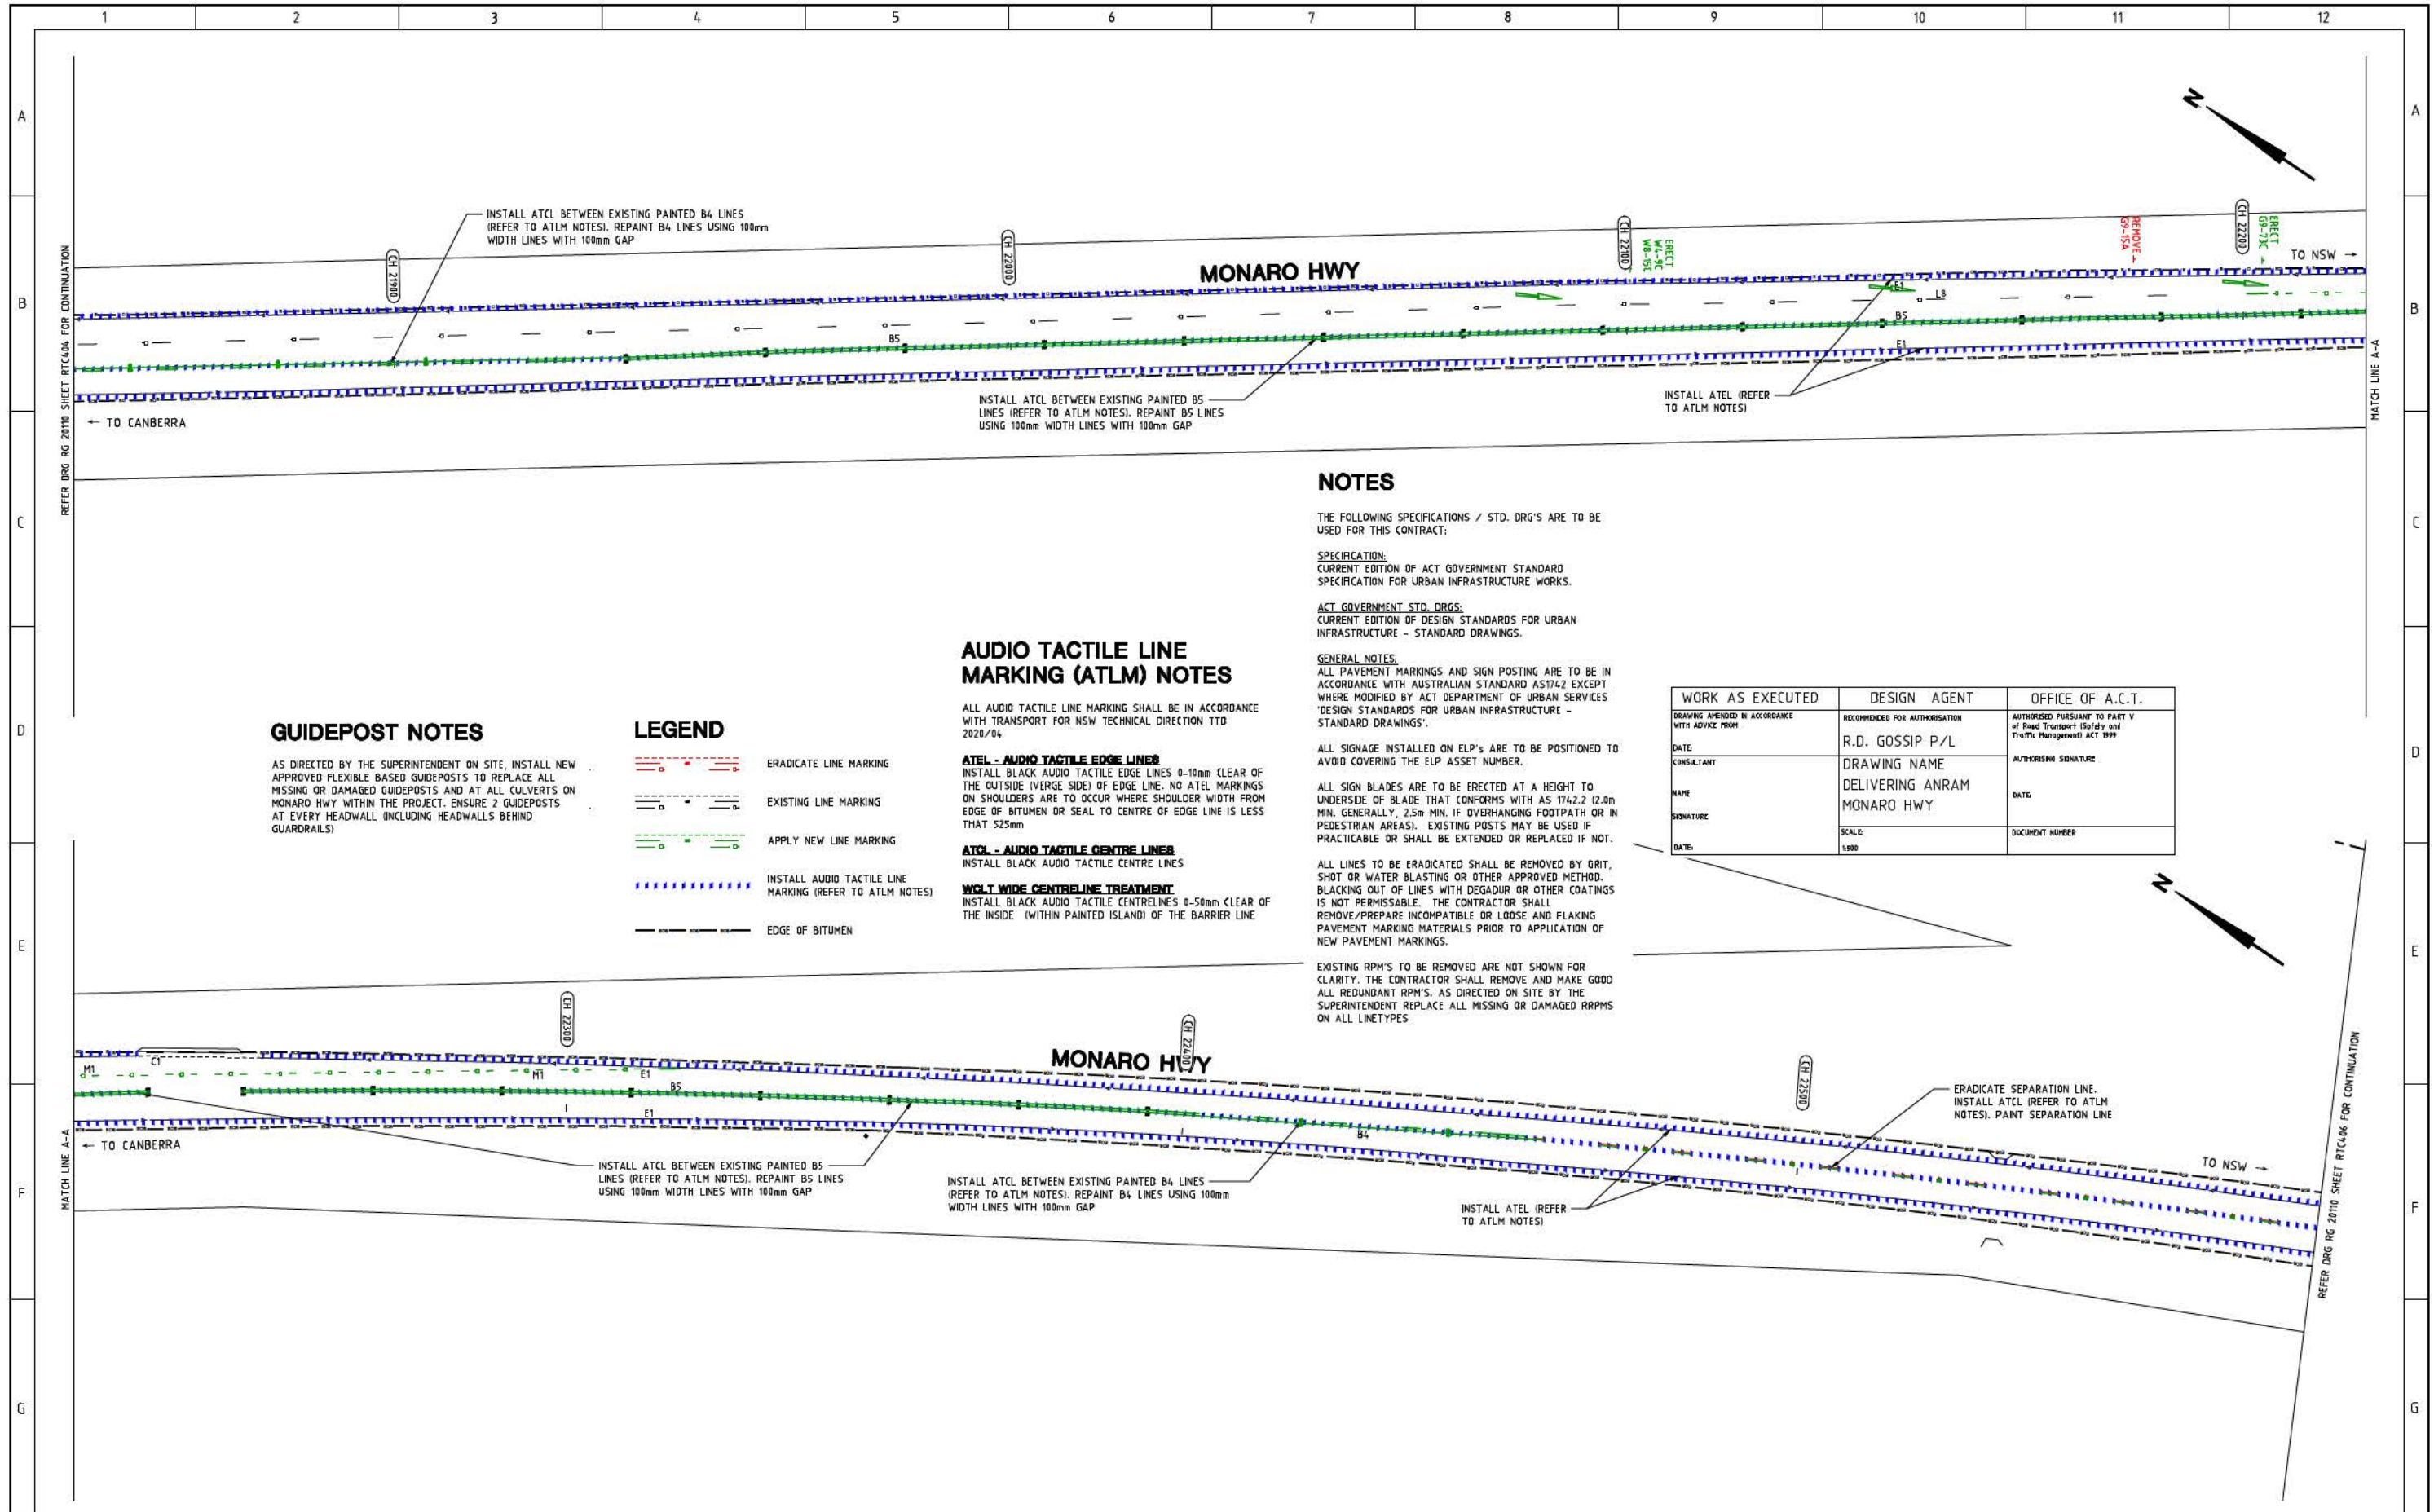 1 2 3 4 5 6 7 8 9 10 11 12
A A
B B
C C
D D
E E
F F
G G
INSTALL ATCL BETWEEN EXISTING PAINTED B4 LINES
(REFER TO ATLM NOTES). REPAINT B4 LINES USING 100mm
WIDTH LINES WITH 100mm GAP
REFER DRG RG 20110 SHEET RTC404 FOR CONTINUATION
CH 21900
CH 22000
MONARO HWY
CH 22100
ERECT
W4-9C
W8-15C
REMOVE
G9-15A
CH 22200
ERECT
G9-73C
TO NSW →
N
E1
L8
B5
B5
E1
← TO CANBERRA
INSTALL ATCL BETWEEN EXISTING PAINTED B5
LINES (REFER TO ATLM NOTES). REPAINT B5 LINES
USING 100mm WIDTH LINES WITH 100mm GAP
INSTALL ATEL (REFER
TO ATLM NOTES)
MATCH LINE A-A
GUIDEPOST NOTES
AS DIRECTED BY THE SUPERINTENDENT ON SITE, INSTALL NEW
APPROVED FLEXIBLE BASED GUIDEPOSTS TO REPLACE ALL
MISSING OR DAMAGED GUIDEPOSTS AND AT ALL CULVERTS ON
MONARO HWY WITHIN THE PROJECT. ENSURE 2 GUIDEPOSTS
AT EVERY HEADWALL (INCLUDING HEADWALLS BEHIND
GUARDRAILS)
LEGEND
ERADICATE LINE MARKING
EXISTING LINE MARKING
APPLY NEW LINE MARKING
INSTALL AUDIO TACTILE LINE
MARKING (REFER TO ATLM NOTES)
EDGE OF BITUMEN
AUDIO TACTILE LINE
MARKING (ATLM) NOTES
ALL AUDIO TACTILE LINE MARKING SHALL BE IN ACCORDANCE
WITH TRANSPORT FOR NSW TECHNICAL DIRECTION TTD
2020/04
ATEL - AUDIO TACTILE EDGE LINES
INSTALL BLACK AUDIO TACTILE EDGE LINES 0-10mm CLEAR OF
THE OUTSIDE (VERGE SIDE) OF EDGE LINE. NO ATEL MARKINGS
ON SHOULDERS ARE TO OCCUR WHERE SHOULDER WIDTH FROM
EDGE OF BITUMEN OR SEAL TO CENTRE OF EDGE LINE IS LESS
THAT 525mm
ATCL - AUDIO TACTILE CENTRE LINES
INSTALL BLACK AUDIO TACTILE CENTRE LINES
WCLT WIDE CENTRELINE TREATMENT
INSTALL BLACK AUDIO TACTILE CENTRELINES 0-50mm CLEAR OF
THE INSIDE (WITHIN PAINTED ISLAND) OF THE BARRIER LINE
NOTES
THE FOLLOWING SPECIFICATIONS / STD. DRG'S ARE TO BE
USED FOR THIS CONTRACT:
SPECIFICATION:
CURRENT EDITION OF ACT GOVERNMENT STANDARD
SPECIFICATION FOR URBAN INFRASTRUCTURE WORKS.
ACT GOVERNMENT STD. DRGS:
CURRENT EDITION OF DESIGN STANDARDS FOR URBAN
INFRASTRUCTURE - STANDARD DRAWINGS.
GENERAL NOTES:
ALL PAVEMENT MARKINGS AND SIGN POSTING ARE TO BE IN
ACCORDANCE WITH AUSTRALIAN STANDARD AS1742 EXCEPT
WHERE MODIFIED BY ACT DEPARTMENT OF URBAN SERVICES
'DESIGN STANDARDS FOR URBAN INFRASTRUCTURE -
STANDARD DRAWINGS'.
ALL SIGNAGE INSTALLED ON ELP's ARE TO BE POSITIONED TO
AVOID COVERING THE ELP ASSET NUMBER.
ALL SIGN BLADES ARE TO BE ERECTED AT A HEIGHT TO
UNDERSIDE OF BLADE THAT CONFORMS WITH AS 1742.2 (2.0m
MIN. GENERALLY, 2.5m MIN. IF OVERHANGING FOOTPATH OR IN
PEDESTRIAN AREAS). EXISTING POSTS MAY BE USED IF
PRACTICABLE OR SHALL BE EXTENDED OR REPLACED IF NOT.
ALL LINES TO BE ERADICATED SHALL BE REMOVED BY GRIT,
SHOT OR WATER BLASTING OR OTHER APPROVED METHOD.
BLACKING OUT OF LINES WITH DEGADUR OR OTHER COATINGS
IS NOT PERMISSABLE. THE CONTRACTOR SHALL
REMOVE/PREPARE INCOMPATIBLE OR LOOSE AND FLAKING
PAVEMENT MARKING MATERIALS PRIOR TO APPLICATION OF
NEW PAVEMENT MARKINGS.
EXISTING RPM'S TO BE REMOVED ARE NOT SHOWN FOR
CLARITY. THE CONTRACTOR SHALL REMOVE AND MAKE GOOD
ALL REDUNDANT RPM'S. AS DIRECTED ON SITE BY THE
SUPERINTENDENT REPLACE ALL MISSING OR DAMAGED RRPMS
ON ALL LINETYPES
WORK AS EXECUTED
DRAWING AMENDED IN ACCORDANCE
WITH ADVICE FROM
DATE:
CONSULTANT
NAME
SIGNATURE
DATE:
DESIGN AGENT
RECOMMENDED FOR AUTHORISATION
R.D. GOSSIP P/L
DRAWING NAME
DELIVERING ANRAM
MONARO HWY
SCALE:
1:500
OFFICE OF A.C.T.
AUTHORISED PURSUANT TO PART V
of Road Transport (Safety and
Traffic Management) ACT 1999
AUTHORISING SIGNATURE
DATE:
DOCUMENT NUMBER
N
CH 22300
MONARO HWY
CH 22400
CH 22500
M1
E1
M1
E1
B5
E1
B4
MATCH LINE A-A
← TO CANBERRA
INSTALL ATCL BETWEEN EXISTING PAINTED B5
LINES (REFER TO ATLM NOTES). REPAINT B5 LINES
USING 100mm WIDTH LINES WITH 100mm GAP
INSTALL ATCL BETWEEN EXISTING PAINTED B4 LINES
(REFER TO ATLM NOTES). REPAINT B4 LINES USING 100mm
WIDTH LINES WITH 100mm GAP
INSTALL ATEL (REFER
TO ATLM NOTES)
ERADICATE SEPARATION LINE.
INSTALL ATCL (REFER TO ATLM
NOTES). PAINT SEPARATION LINE
TO NSW →
REFER DRG RG 20110 SHEET RTC406 FOR CONTINUATION